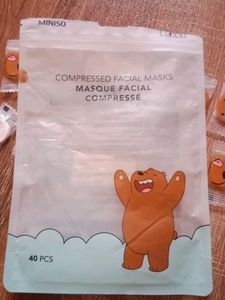 MINISO
COMPRESSED FACIAL MASKS
MASQUE FACIAL
COMPRESSÉ
40 PCS